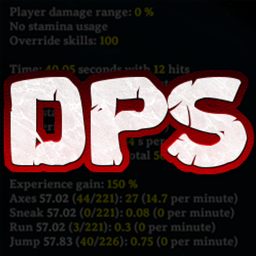 Player damage range: 0 %
No stamina usage
Override skills: 100
Time: 40.05 seconds with 12 hits
DPS
Experience gain: 150 %
Axes 57.02 (44/221): 27 (14.7 per minute)
Sneak 57.02 (0/221): 0.08 (0 per minute)
Run 57.02 (3/221): 0.3 (0 per minute)
Jump 57.83 (40/226): 0.75 (0 per minute)